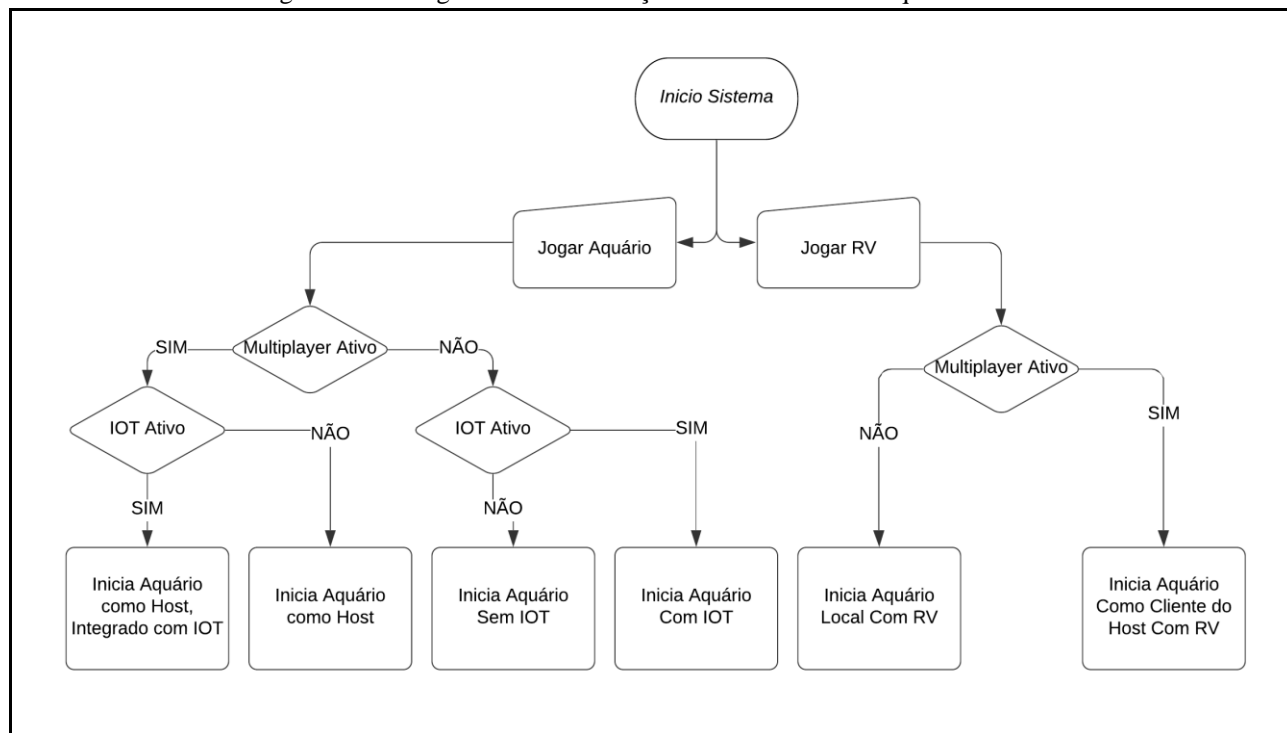 Inicio Sistema
Jogar Aquário
Jogar RV
Multiplayer Ativo
SIM
NÃO
Multiplayer Ativo
IOT Ativo
NÃO
IOT Ativo
SIM
NÃO
SIM
SIM
NÃO
Inicia Aquário
como Host,
Integrado com IOT
Inicia Aquário
como Host
Inicia Aquário
Sem IOT
Inicia Aquário
Com IOT
Inicia Aquário
Local Com RV
Inicia Aquário
Como Cliente do
Host Com RV